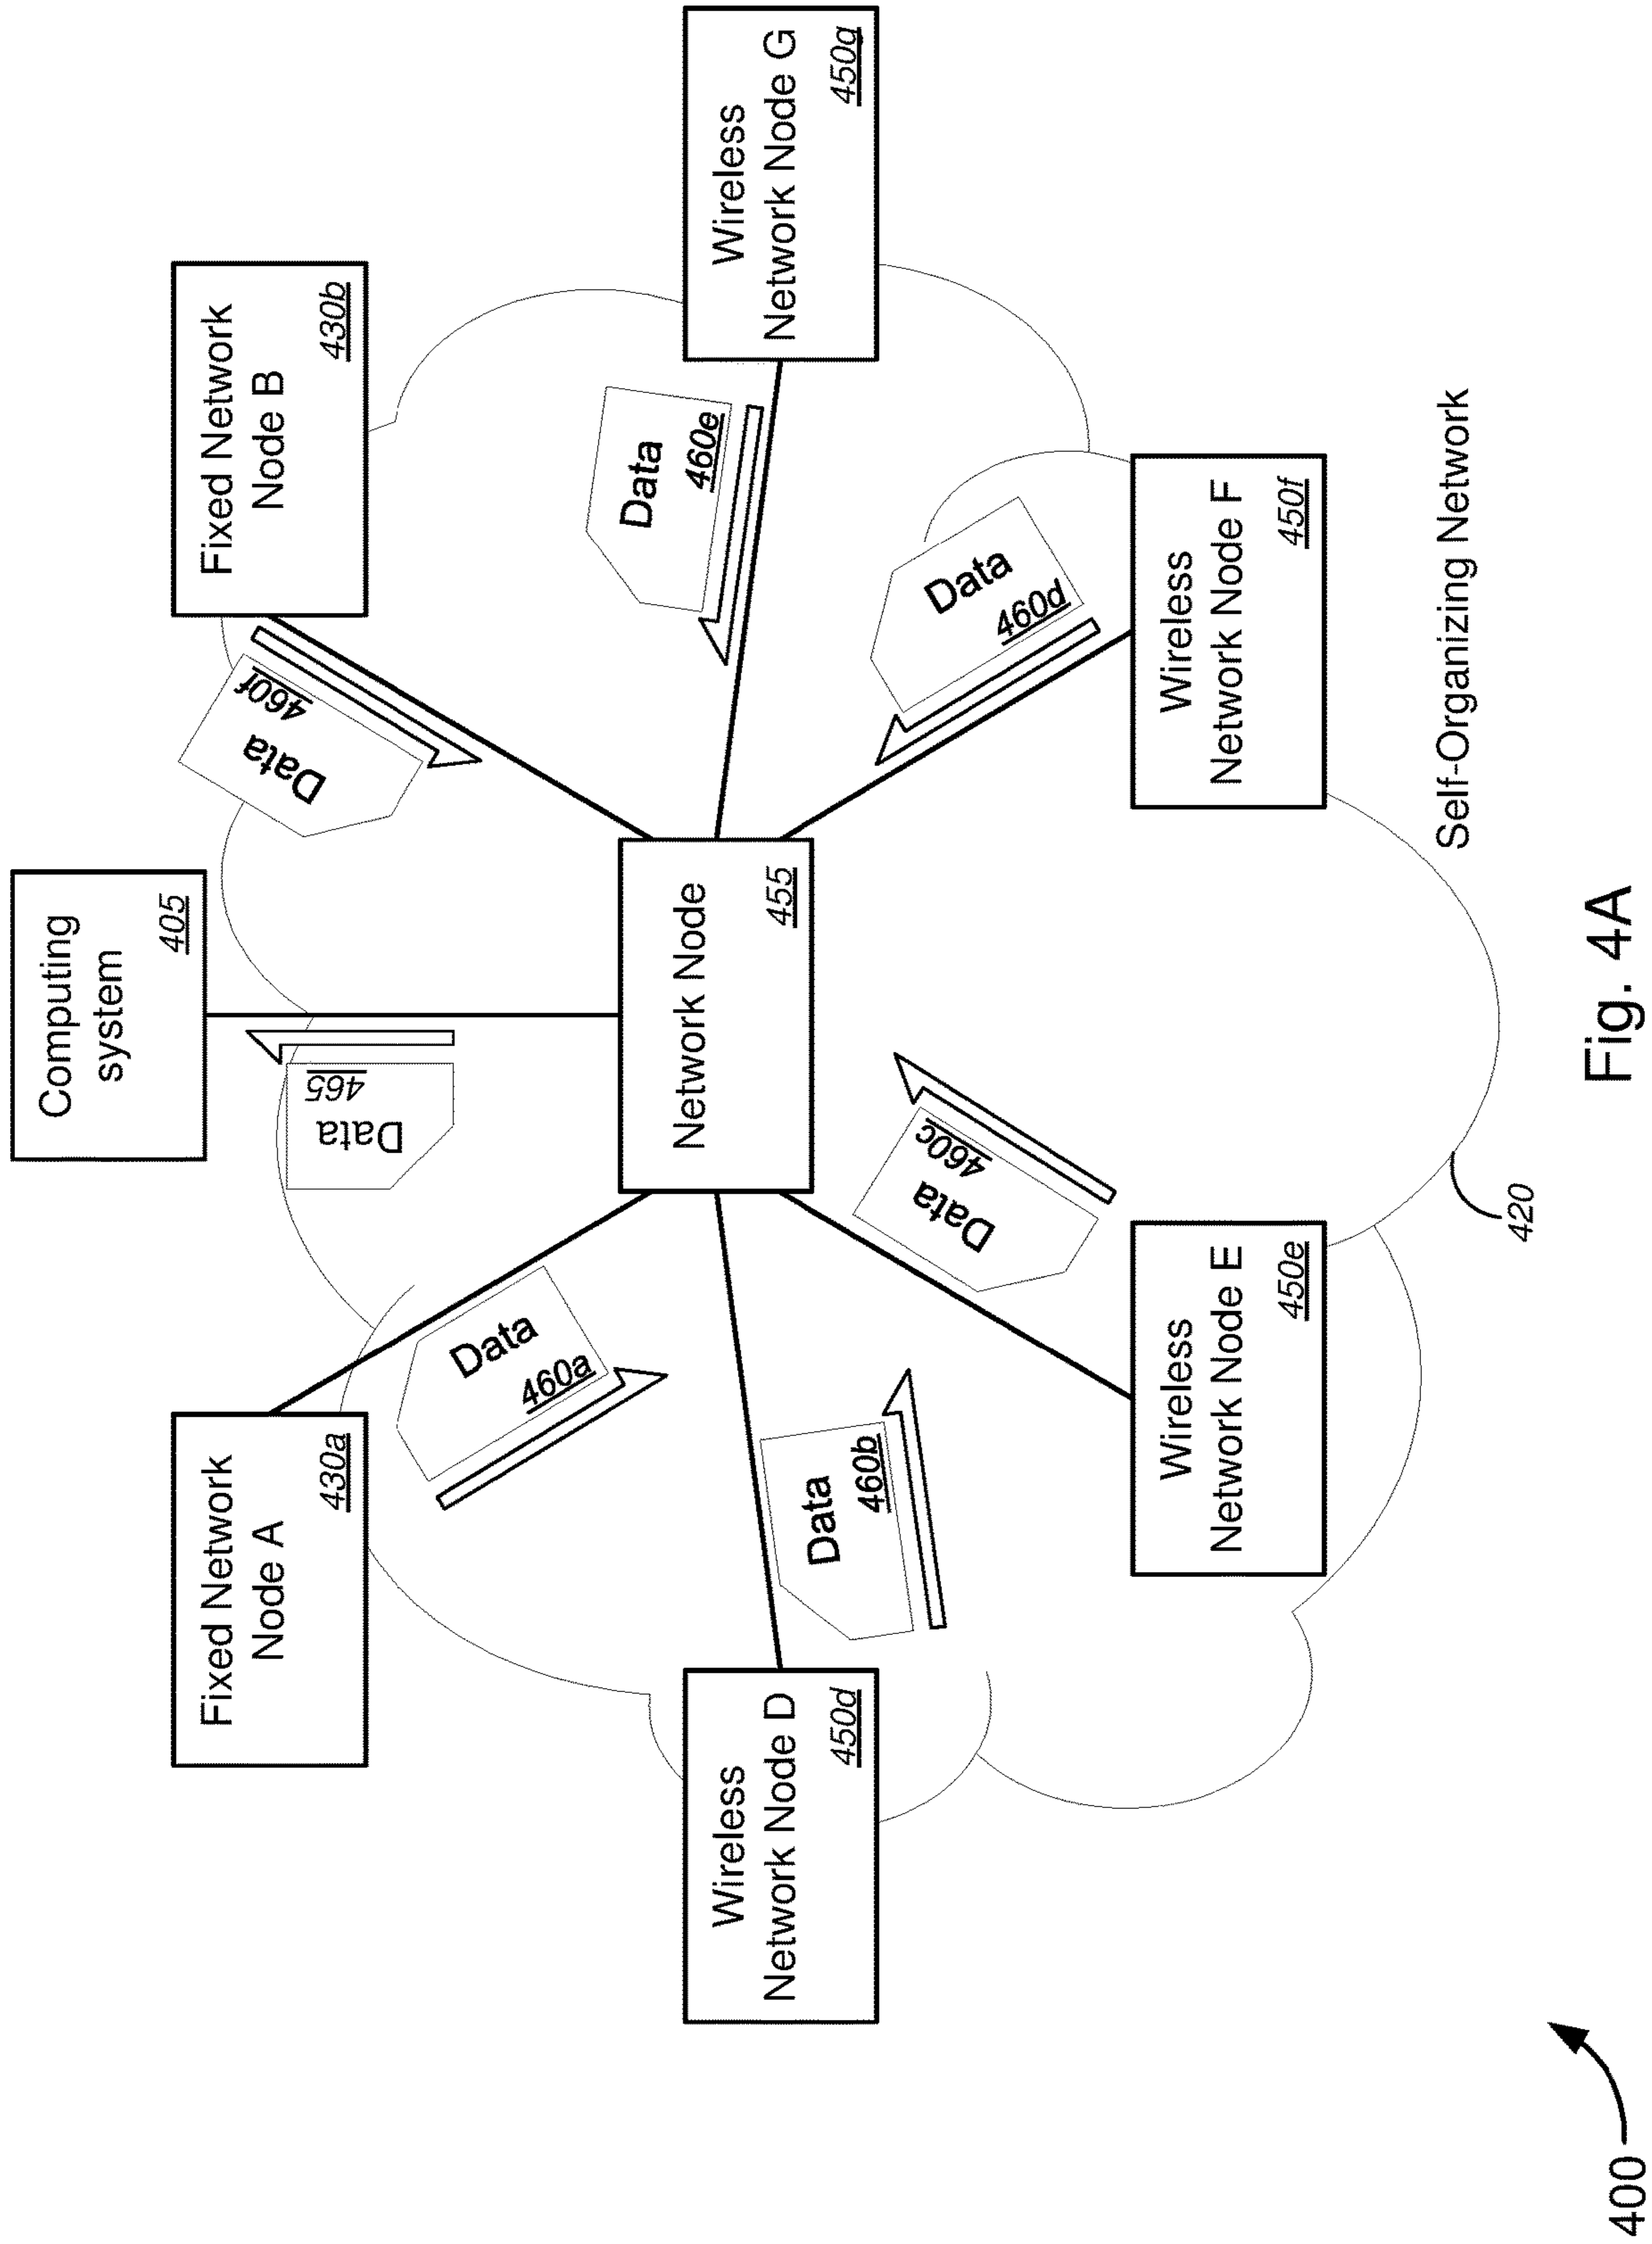 Computing
system
405
Fixed Network
Node A
430a
Fixed Network
Node B
430b
Data
465
Data
460f
Data
460a
Data
460e
Network Node
455
Wireless
Network Node D
450d
Wireless
Network Node G
450g
Data
460b
Data
460c
Data
460d
Wireless
Network Node E
450e
Wireless
Network Node F
450f
Self-Organizing Network
420
400
Fig. 4A